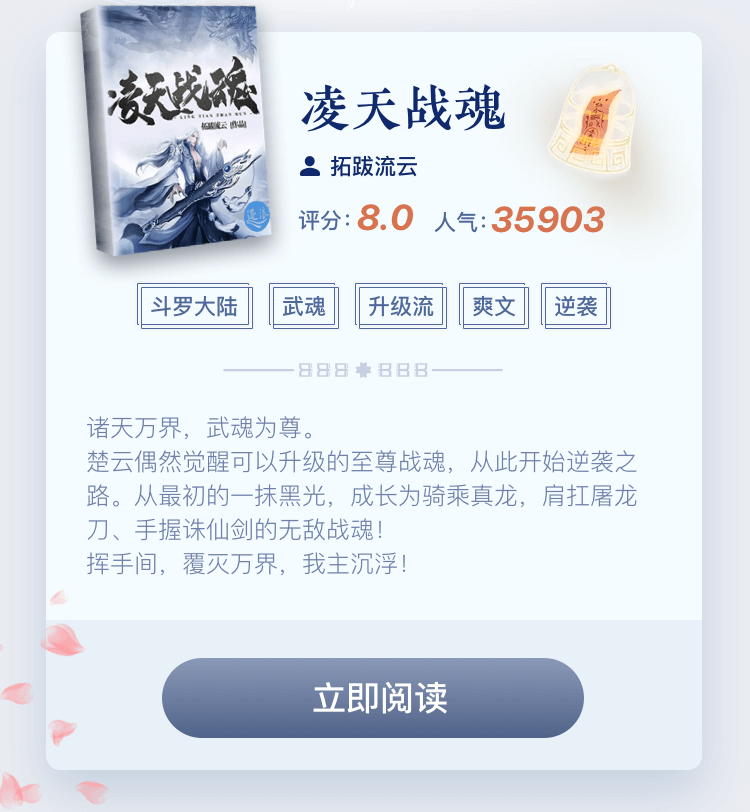 凌天战魂
LING TIAN ZHAN HUN
拓跋流云
凌天战魂
拓跋流云
评分：8.0 人气：35903
斗罗大陆 武魂 升级流 爽文 逆袭
诸天万界，武魂为尊。
楚云偶然觉醒可以升级的至尊战魂，从此开始逆袭之
路。从最初的一抹黑光，成长为骑乘真龙，肩扛屠龙
刀、手握诛仙剑的无敌战魂！
挥手间，覆灭万界，我主沉浮！
立即阅读